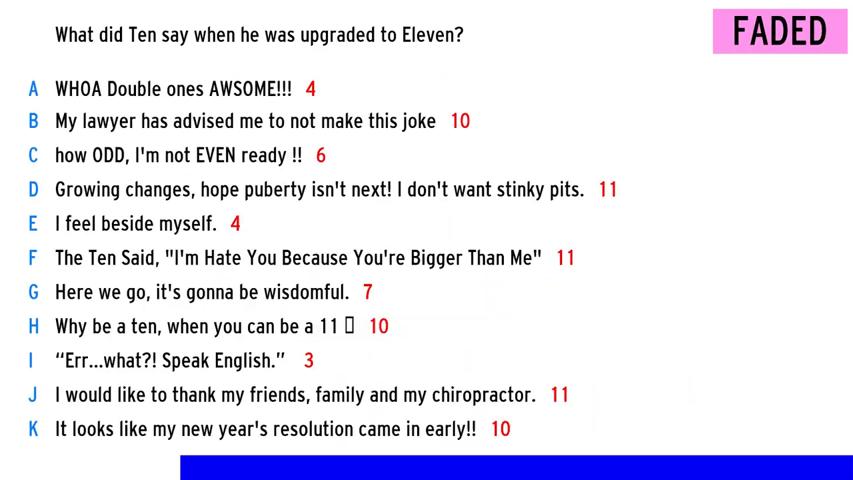 What did Ten say when he was upgraded to Eleven?
FADED
A WHOA Double ones AWSOME!!! 4
B My lawyer has advised me to not make this joke 10
C how ODD, I'm not EVEN ready !! 6
D Growing changes, hope puberty isn't next! I don't want stinky pits. 11
E I feel beside myself. 4
F The Ten Said, "I'm Hate You Because You're Bigger Than Me" 11
G Here we go, it's gonna be wisdomful. 7
H Why be a ten, when you can be a 11 ▯ 10
I “Err...what?! Speak English.” 3
J I would like to thank my friends, family and my chiropractor. 11
K It looks like my new year's resolution came in early!! 10